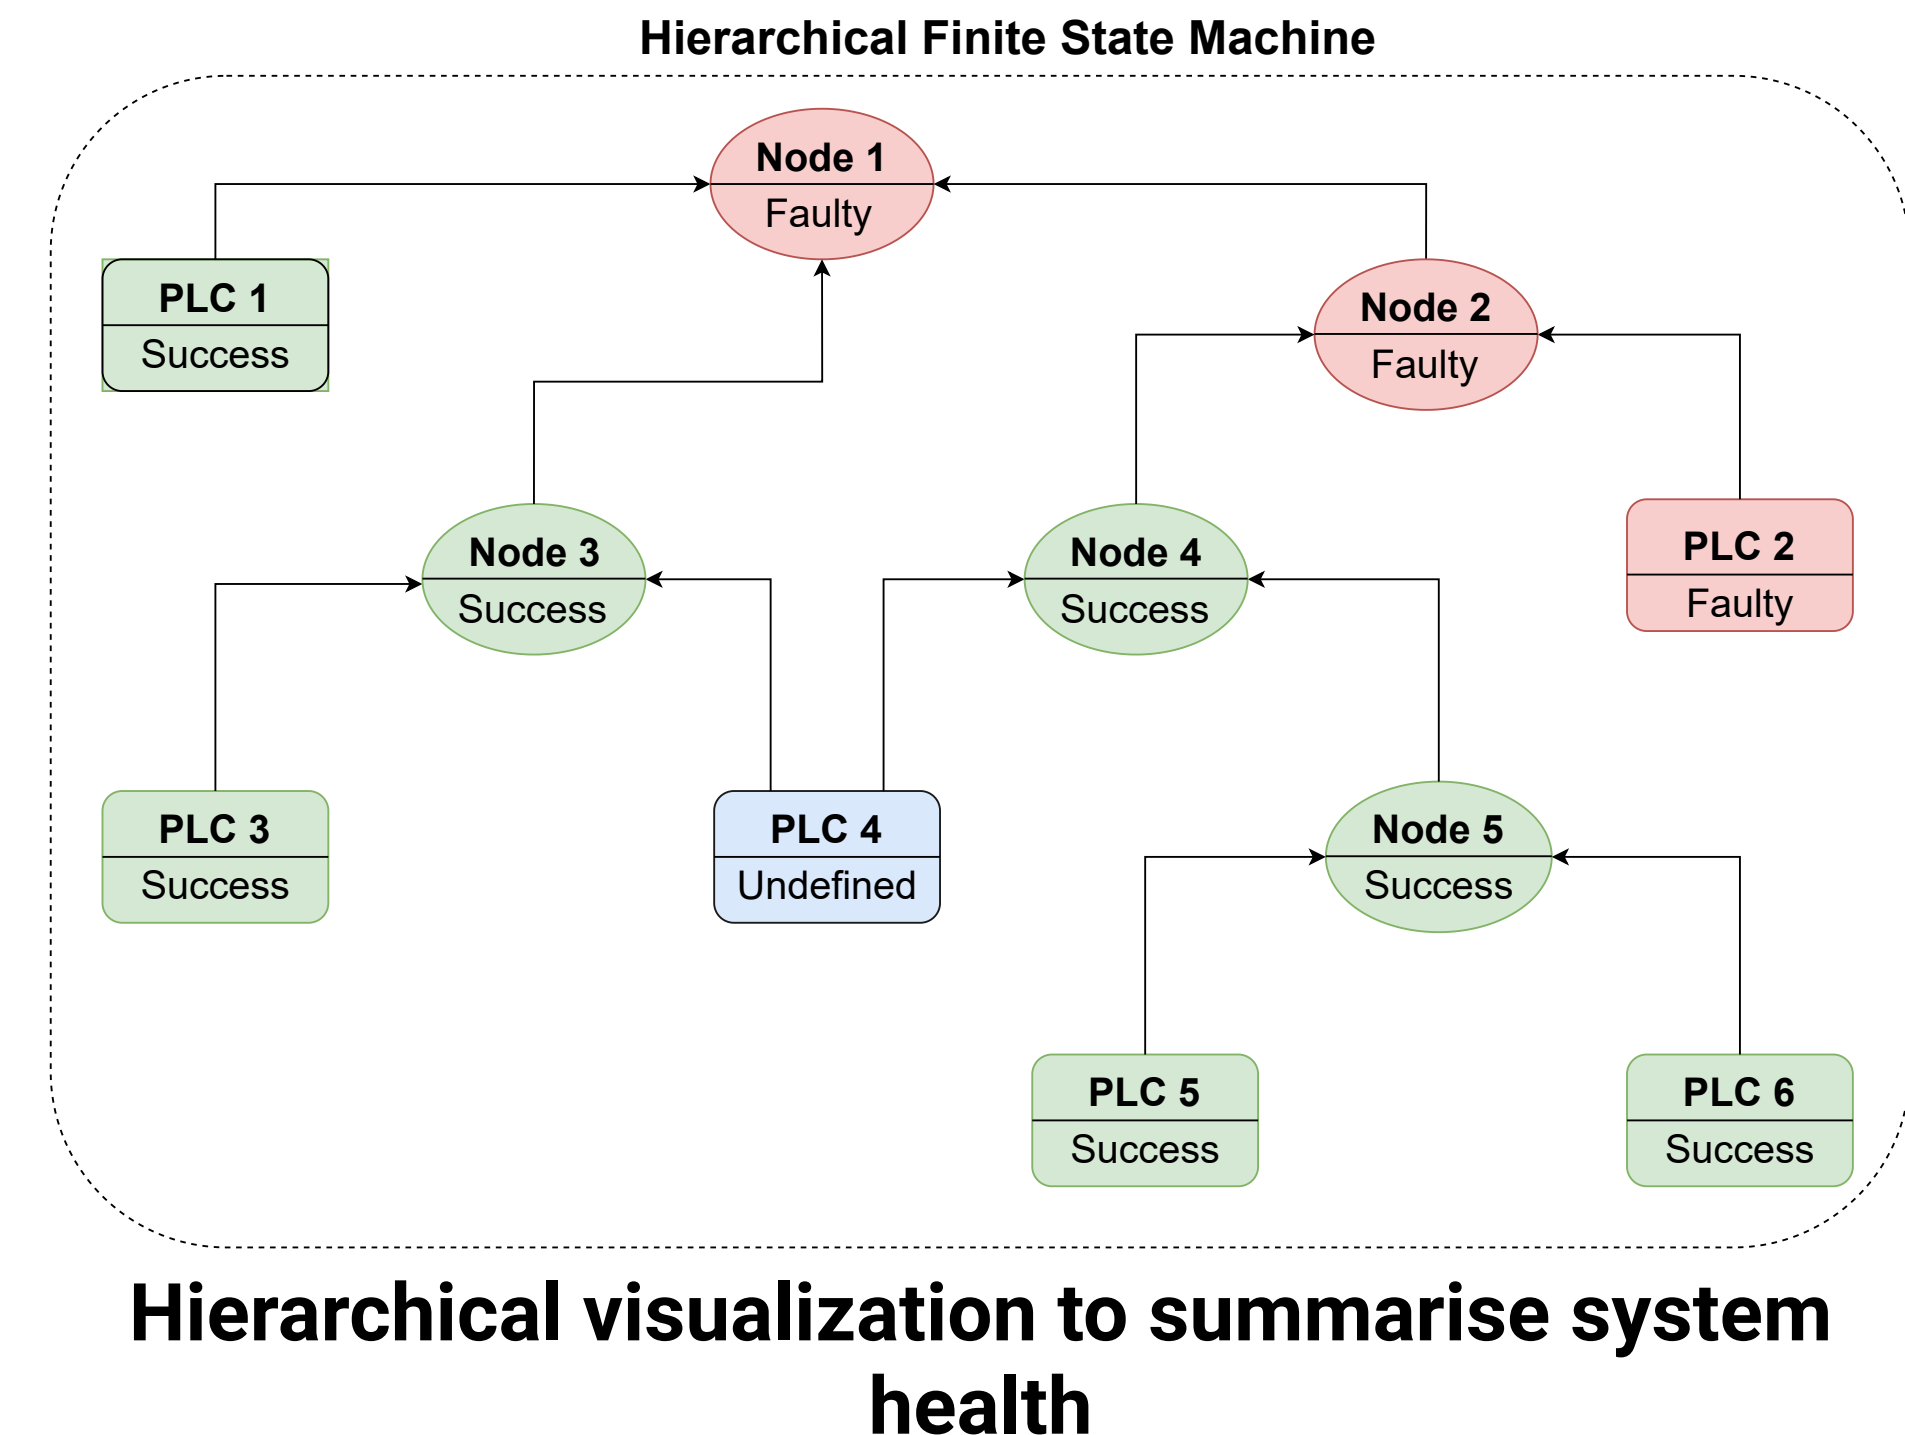 Hierarchical Finite State Machine
Node 1
Faulty
PLC 1
Success
Node 2
Faulty
Node 3
Success
Node 4
Success
PLC 2
Faulty
PLC 3
Success
PLC 4
Undefined
Node 5
Success
PLC 5
Success
PLC 6
Success
Hierarchical visualization to summarise system
health